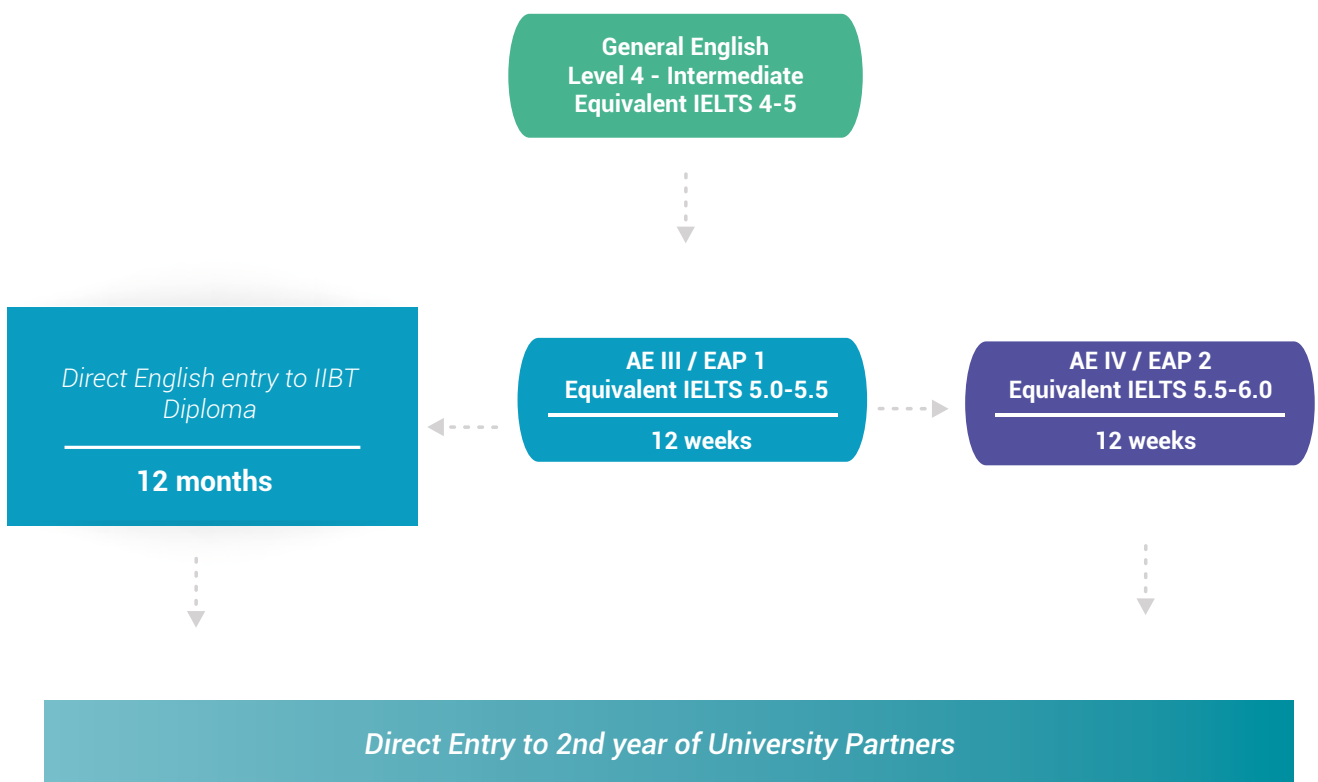 General English
Level 4 - Intermediate
Equivalent IELTS 4-5
Direct English entry to IIBT
Diploma
12 months
AE III / EAP 1
Equivalent IELTS 5.0-5.5
12 weeks
AE IV / EAP 2
Equivalent IELTS 5.5-6.0
12 weeks
Direct Entry to 2nd year of University Partners